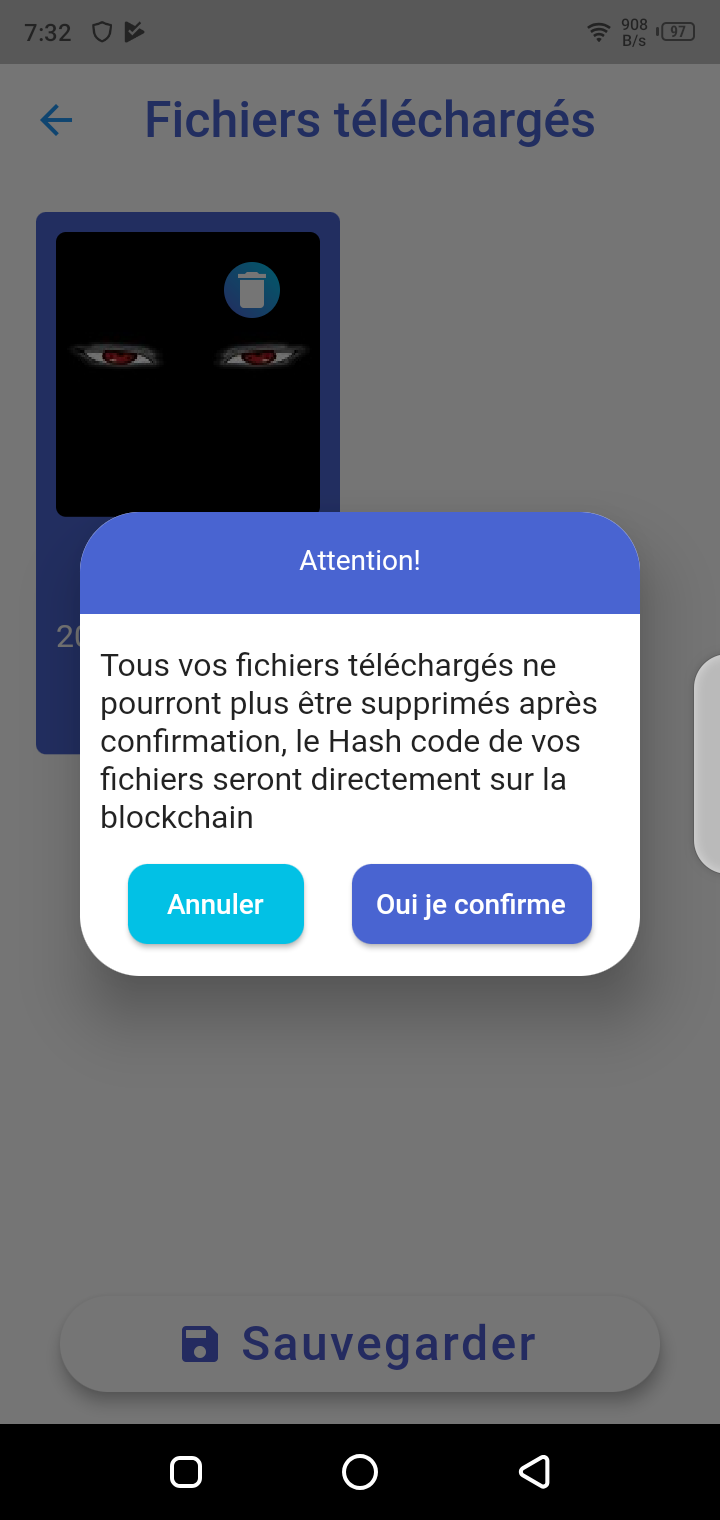 7:32
908
B/s
97
Fichiers téléchargés
Attention!
20
Tous vos fichiers téléchargés ne
pourront plus être supprimés après
confirmation, le Hash code de vos
fichiers seront directement sur la
blockchain
Annuler
Oui je confirme
Sauvegarder